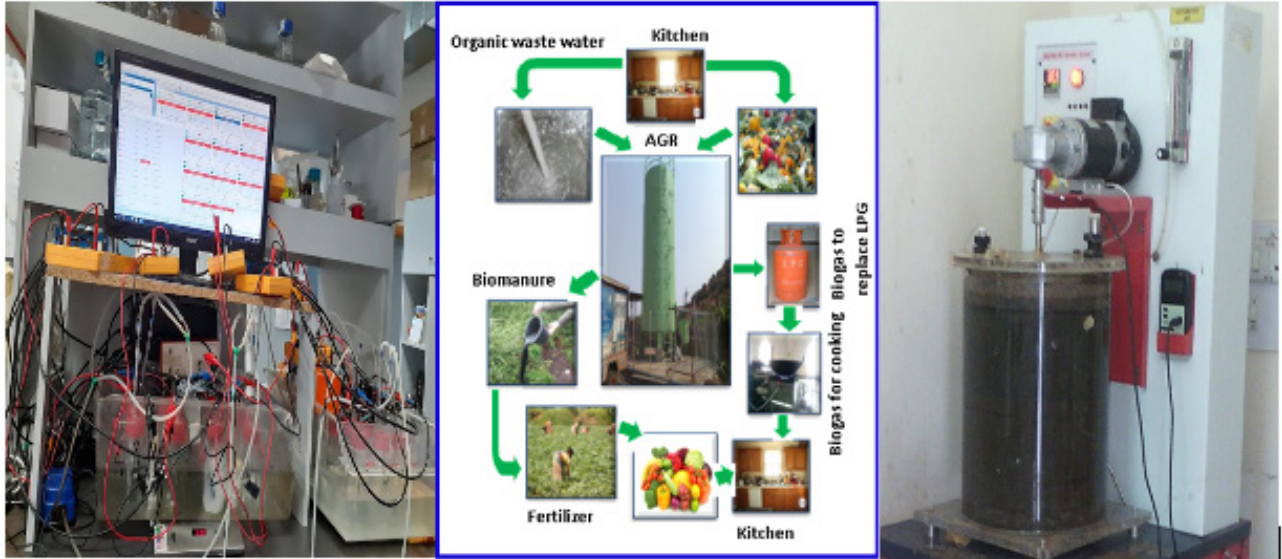 Kitchen
Organic waste water
AGR
Biogas to
replace LPG
Biomanure
LPG
Biogas for cooking
Fertilizer
Kitchen